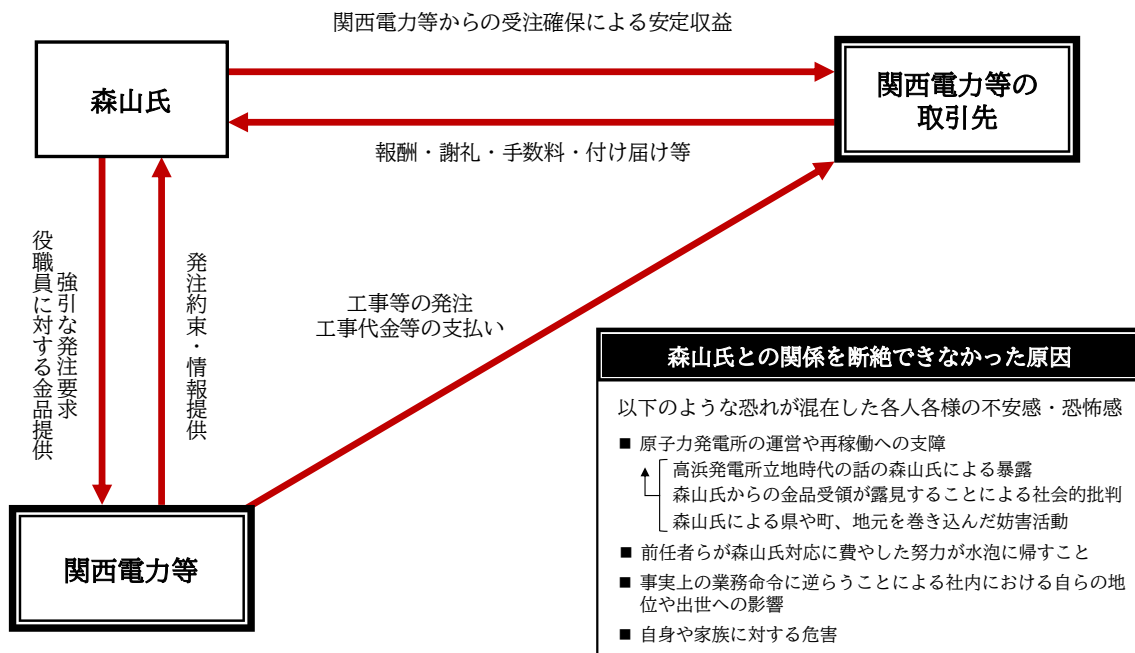 関西電力等からの受注確保による安定収益
森山氏
関西電力等の
取引先
報酬・謝礼・手数料・付け届け等
強引な発注要求
役職員に対する金品提供
発注約束・情報提供
工事等の発注
工事代金等の支払い
関西電力等
森山氏との関係を断絶できなかった原因
以下のような恐れが混在した各人各様の不安感・恐怖感
■ 原子力発電所の運営や再稼働への支障
高浜発電所立地時代の話の森山氏による暴露
森山氏からの金品受領が露見することによる社会的批判
森山氏による県や町、地元を巻き込んだ妨害活動
■ 前任者らが森山氏対応に費やした努力が水泡に帰すこと
■ 事実上の業務命令に逆らうことによる社内における自らの地
位や出世への影響
■ 自身や家族に対する危害